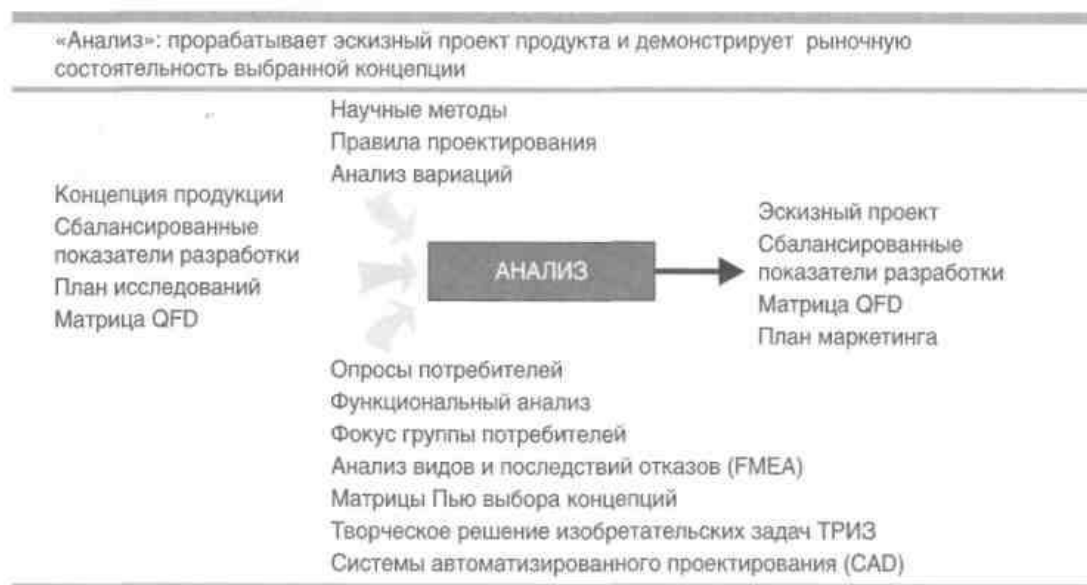 «Анализ»: прорабатывает эскизный проект продукта и демонстрирует рыночную
состоятельность выбранной концепции
Научные методы
Правила проектирования
Анализ вариаций
Концепция продукции
Сбалансированные
показатели разработки
План исследований
Матрица QFD
АНАЛИЗ
Эскизный проект
Сбалансированные
показатели разработки
Матрица QFD
План маркетинга
Опросы потребителей
Функциональный анализ
Фокус группы потребителей
Анализ видов и последствий отказов (FMEA)
Матрицы Пью выбора концепций
Творческое решение изобретательских задач ТРИЗ
Системы автоматизированного проектирования (CAD)